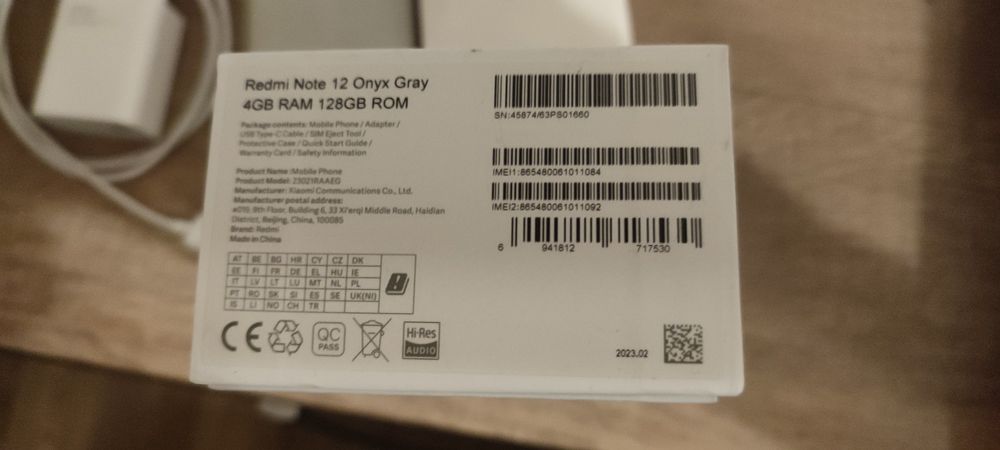 Redmi Note 12 Onyx Gray
4GB RAM 128GB ROM
Package contents: Mobile Phone / Adapter /
USB Type-C Cable / SIM Eject Tool /
Protective Case / Quick Start Guide /
Warranty Card / Safety Information
Product Name :Mobile Phone
Product Model: 23021RAAEG
Manufacturer: Xiaomi Communications Co., Ltd.
Manufacturer postal address:
#019, 9th Floor, Building 6, 33 Xi'erqi Middle Road, Haidian
District, Beijing, China, 100085
Brand: Redmi
Made in China
AT BE BG HR CY CZ DK
EE FI FR DE EL HU IE
IT LV LT LU MT NL PL
PT RO SK SI ES SE UK(NI)
IS LI NO CH TR
CE
QC
PASS
Hi-Res
AUDIO
SN:45874/63PS01660
IMEI1:865480061011084
IMEI2:865480061011092
6 941812 717530
2023.02